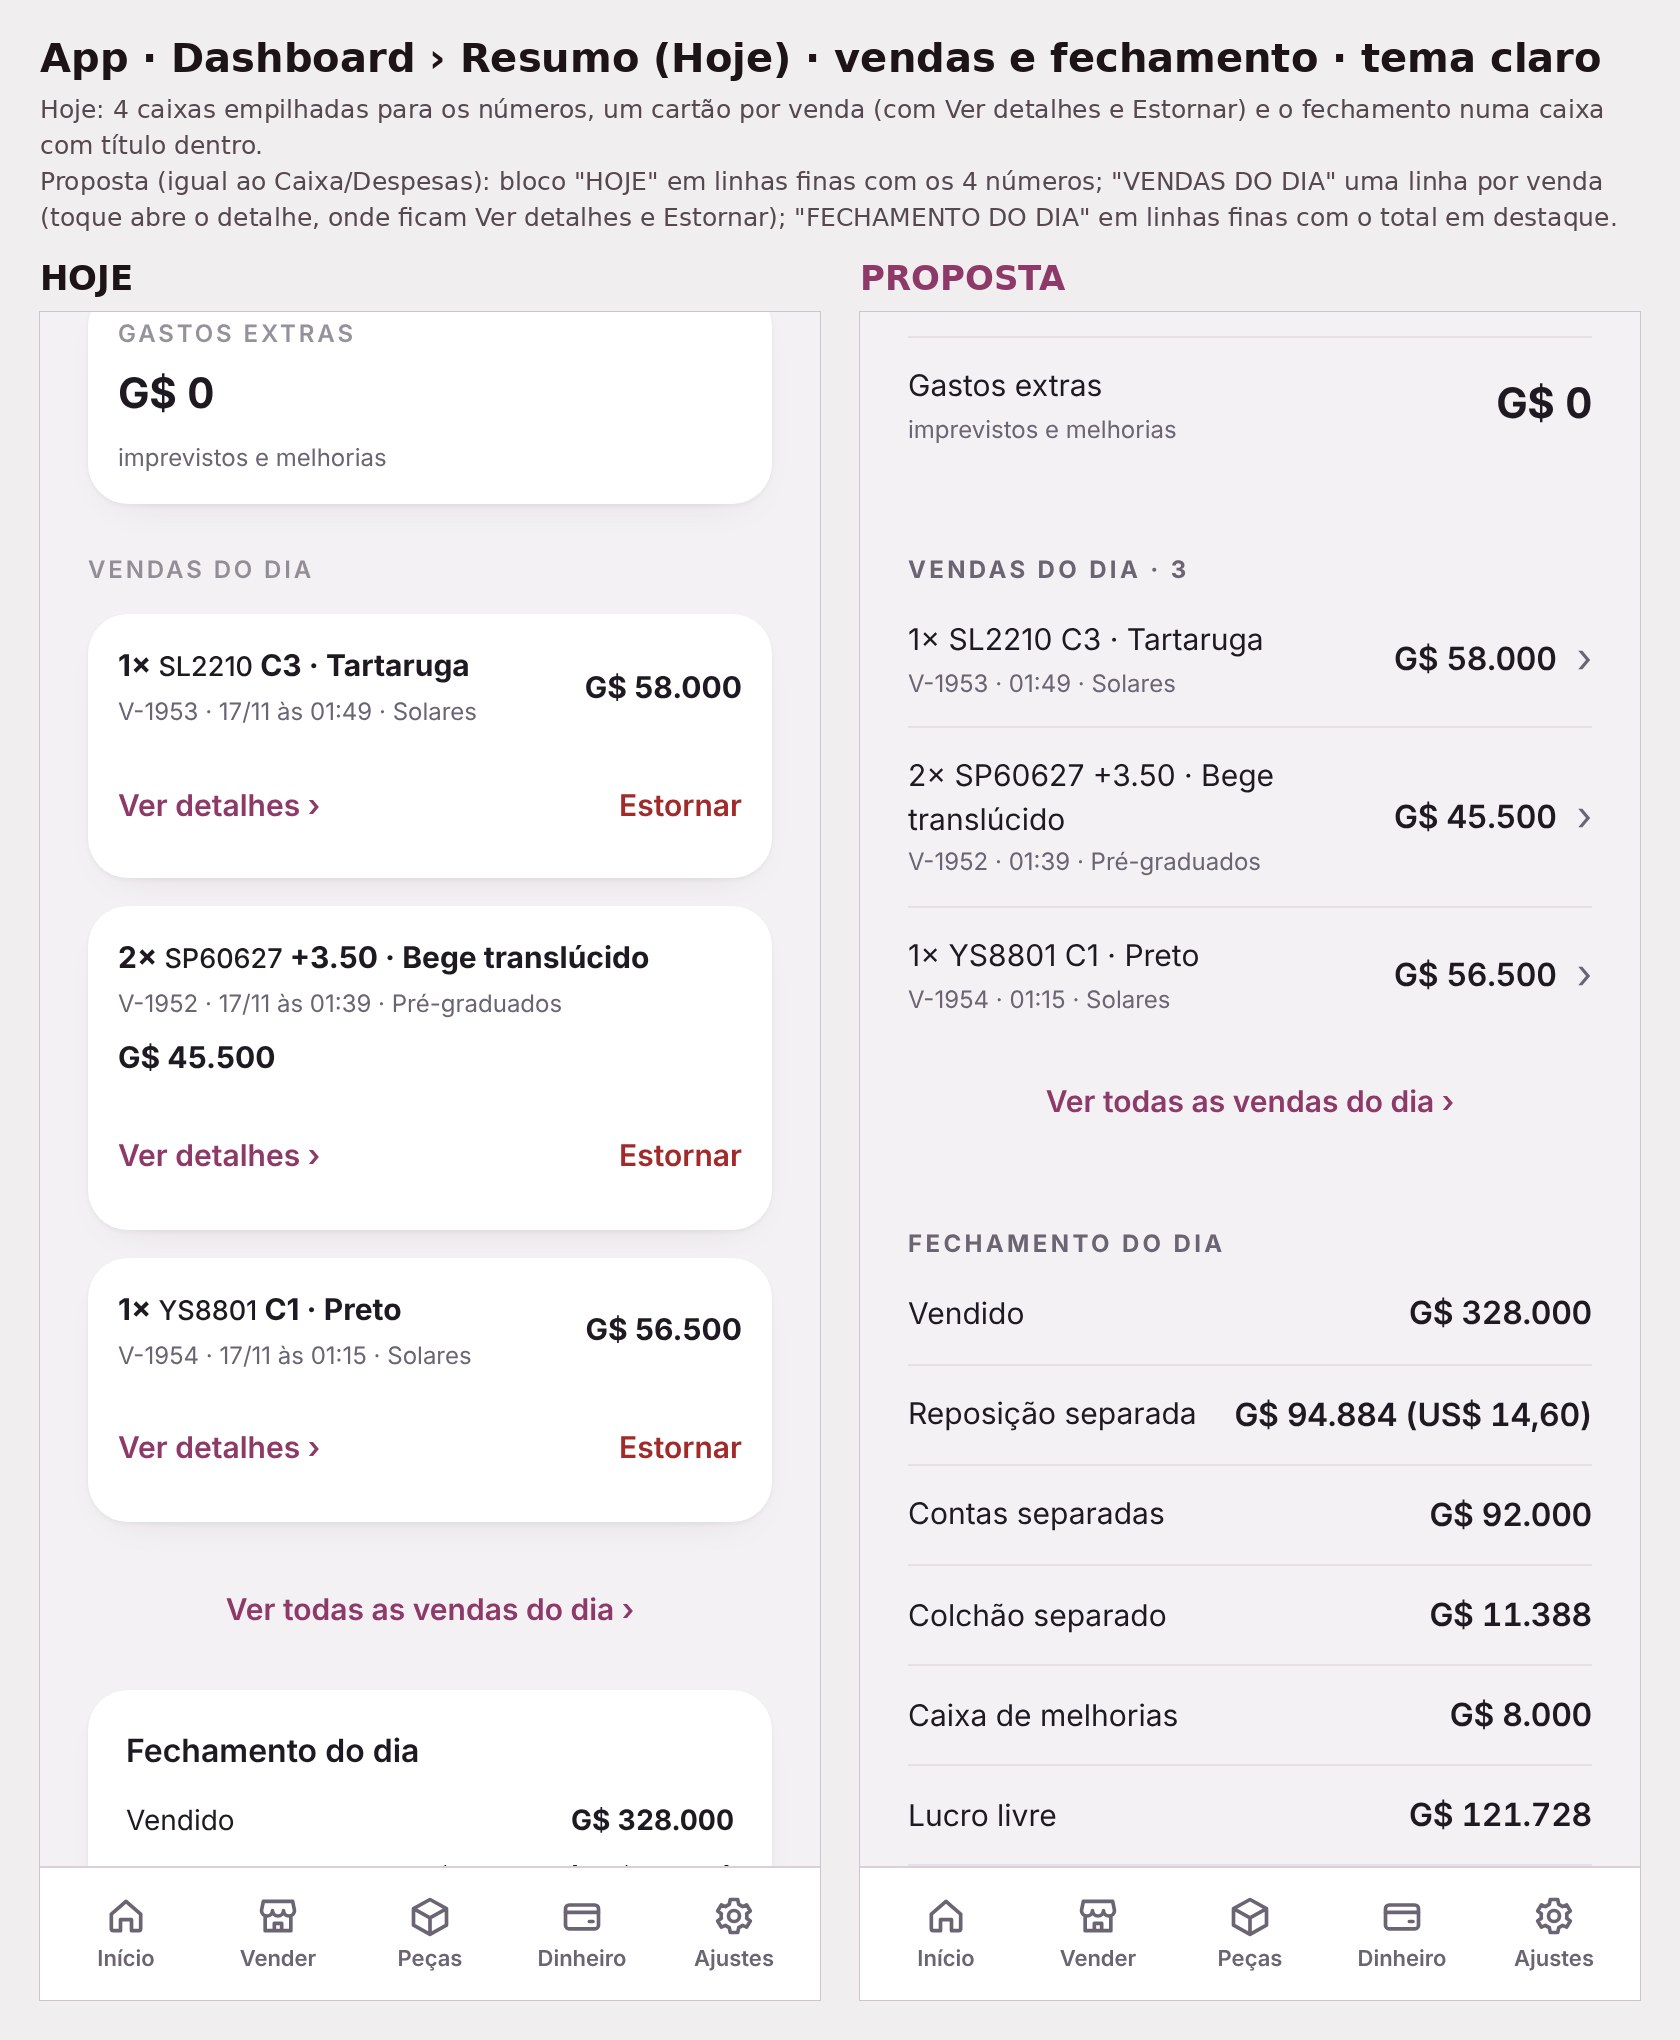 App · Dashboard › Resumo (Hoje) · vendas e fechamento · tema claro
Hoje: 4 caixas empilhadas para os números, um cartão por venda (com Ver detalhes e Estornar) e o fechamento numa caixa
com título dentro.
Proposta (igual ao Caixa/Despesas): bloco "HOJE" em linhas finas com os 4 números; "VENDAS DO DIA" uma linha por venda
(toque abre o detalhe, onde ficam Ver detalhes e Estornar); "FECHAMENTO DO DIA" em linhas finas com o total em destaque.
HOJE
GASTOS EXTRAS
G$ 0
imprevistos e melhorias
VENDAS DO DIA
1× SL2210 C3 · Tartaruga
G$ 58.000
V-1953 · 17/11 às 01:49 · Solares
Ver detalhes › Estornar
2× SP60627 +3.50 · Bege translúcido
V-1952 · 17/11 às 01:39 · Pré-graduados
G$ 45.500
Ver detalhes › Estornar
1× YS8801 C1 · Preto
G$ 56.500
V-1954 · 17/11 às 01:15 · Solares
Ver detalhes › Estornar
Ver todas as vendas do dia ›
Fechamento do dia
Vendido G$ 328.000
Início Vender Peças Dinheiro Ajustes
PROPOSTA
Gastos extras
G$ 0
imprevistos e melhorias
VENDAS DO DIA · 3
1× SL2210 C3 · Tartaruga
G$ 58.000 ›
V-1953 · 01:49 · Solares
2× SP60627 +3.50 · Bege
translúcido
G$ 45.500 ›
V-1952 · 01:39 · Pré-graduados
1× YS8801 C1 · Preto
G$ 56.500 ›
V-1954 · 01:15 · Solares
Ver todas as vendas do dia ›
FECHAMENTO DO DIA
Vendido G$ 328.000
Reposição separada G$ 94.884 (US$ 14,60)
Contas separadas G$ 92.000
Colchão separado G$ 11.388
Caixa de melhorias G$ 8.000
Lucro livre G$ 121.728
Início Vender Peças Dinheiro Ajustes